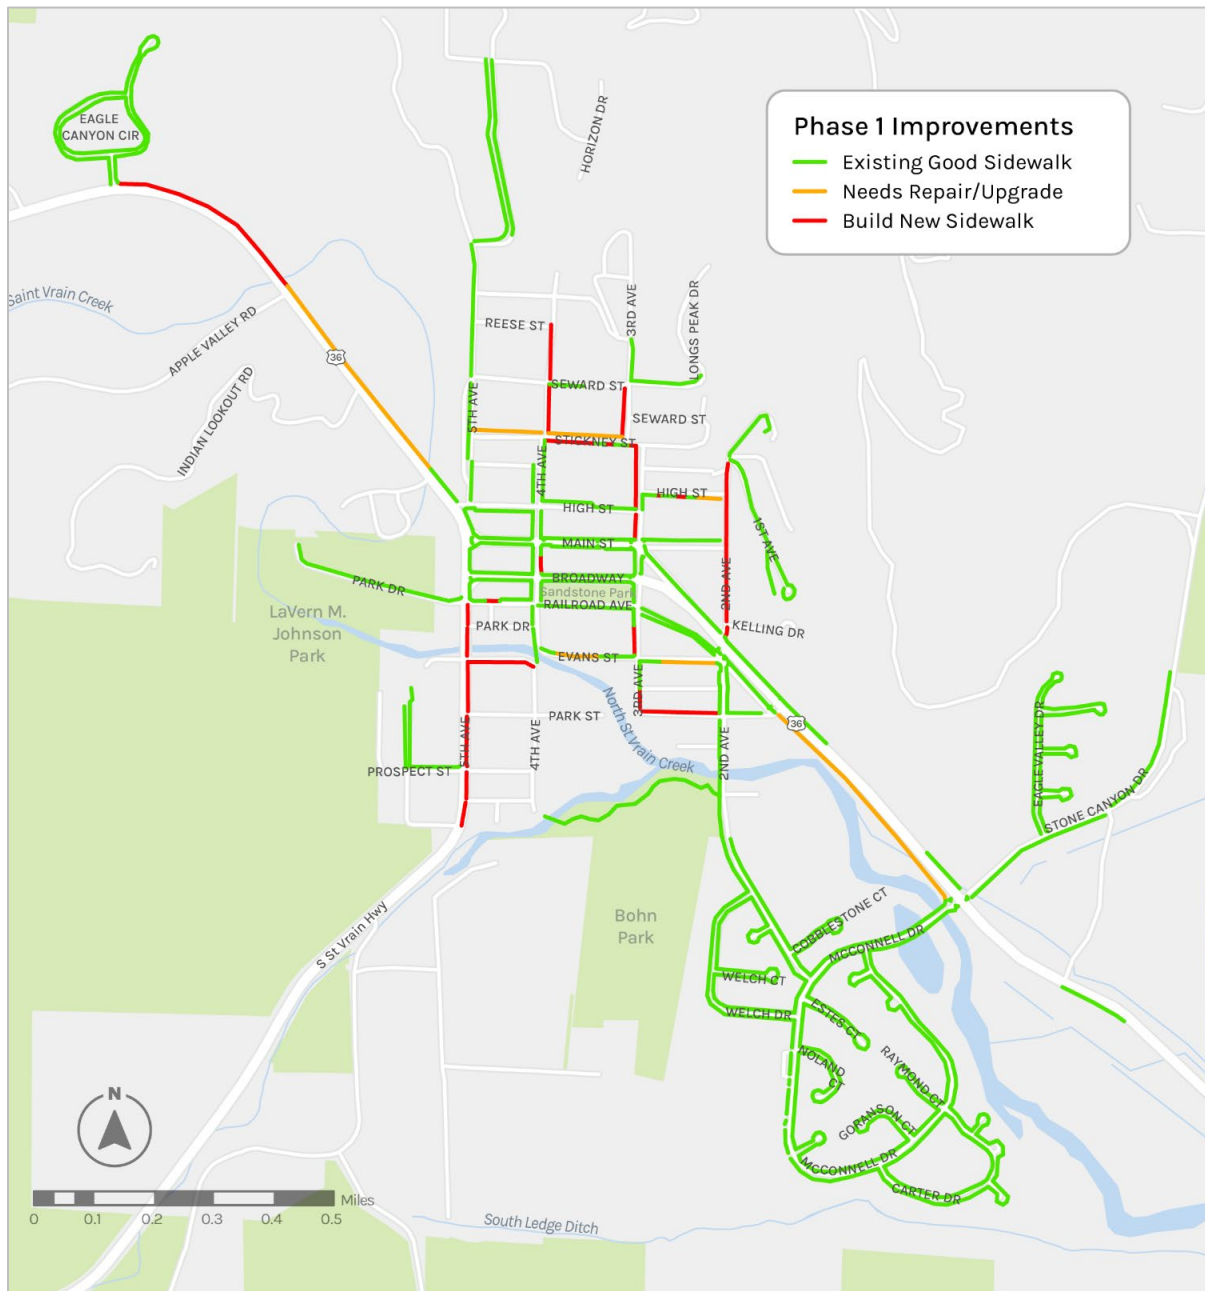 Phase 1 Improvements
Existing Good Sidewalk
Needs Repair/Upgrade
Build New Sidewalk
EAGLE
CANYON CIR
HORIZON DR
Saint Vrain Creek
APPLE VALLEY RD
36
INDIAN LOOKOUT RD
REESE ST
3RD AVE
LONGS PEAK DR
SEWARD ST
5TH AVE
SEWARD ST
STICKNEY ST
4TH AVE
HIGH ST
HIGH ST
1ST AVE
MAIN ST
BROADWAY
2ND AVE
PARK DR
Sandstone Park
RAILROAD AVE
LaVern M.
Johnson
Park
PARK DR
KELLING DR
EVANS ST
3RD AVE
North St Vrain Creek
PARK ST
36
5TH AVE
4TH AVE
2ND AVE
PROSPECT ST
EAGLE VALLEY DR
STONE CANYON DR
S St Vrain Hwy
Bohn
Park
COBBLESTONE CT
MCCONNELL DR
WELCH CT
WELCH DR
ESTES CT
NOLAND
CT
RAYMOND CT
GORANSON CT
MCCONNELL DR
CARTER DR
N
Miles
0 0.1 0.2 0.3 0.4 0.5
South Ledge Ditch